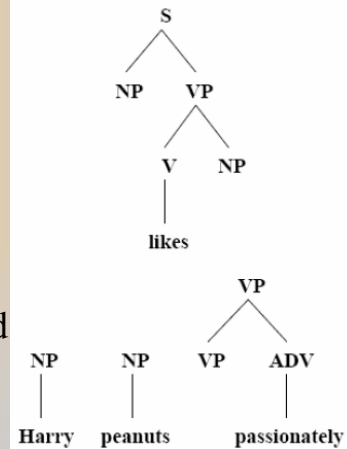 S
NP VP
V NP
likes
VP
NP NP VP ADV
Harry peanuts passionately